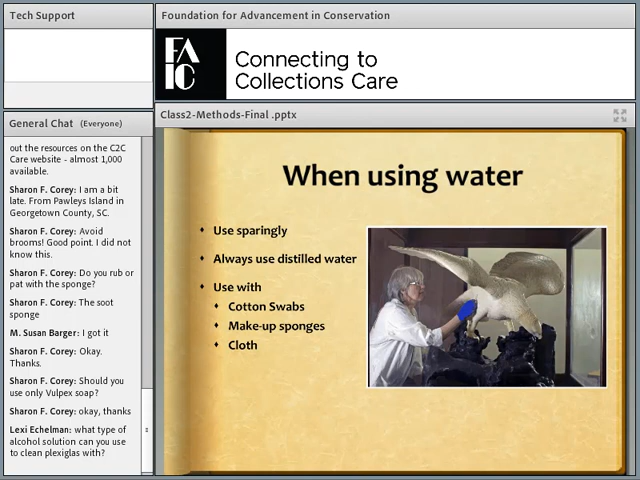 Tech Support
Foundation for Advancement in Conservation
FA
IC
Connecting to
Collections Care
General Chat (Everyone)
Class2-Methods-Final .pptx
out the resources on the C2C
Care website - almost 1,000
available.
Sharon F. Corey: I am a bit
late. From Pawleys Island in
Georgetown County, SC.
Sharon F. Corey: Avoid
brooms! Good point. I did not
know this.
Sharon F. Corey: Do you rub or
pat with the sponge?
Sharon F. Corey: The soot
sponge
M. Susan Barger: I got it
Sharon F. Corey: Okay.
Thanks.
Sharon F. Corey: Should you
use only Vulpex soap?
Sharon F. Corey: okay, thanks
Lexi Echelman: what type of
alcohol solution can you use
to clean plexiglas with?
When using water
Use sparingly
Always use distilled water
Use with
Cotton Swabs
Make-up sponges
Cloth